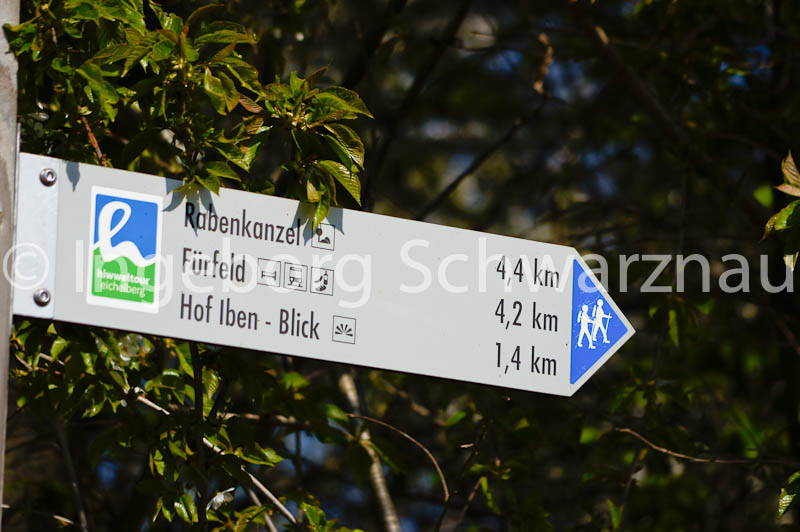 Rabenkanzel 4,4 km
Fürfeld 4,2 km
Hof Iben - Blick 1,4 km
hiwweltour
eichelberg
© Ingeborg Schwarznau